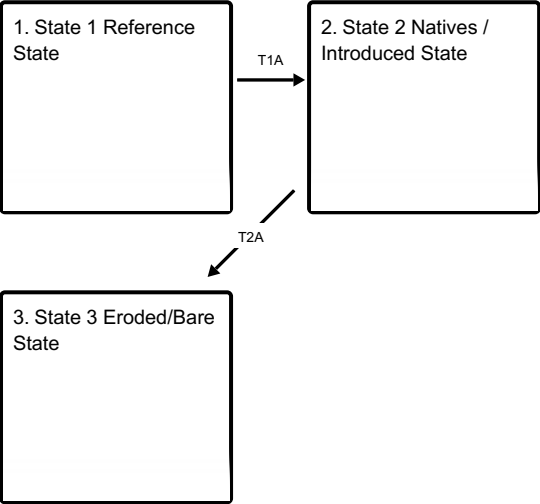 1. State 1 Reference
State
T1A
2. State 2 Natives /
Introduced State
T2A
3. State 3 Eroded/Bare
State